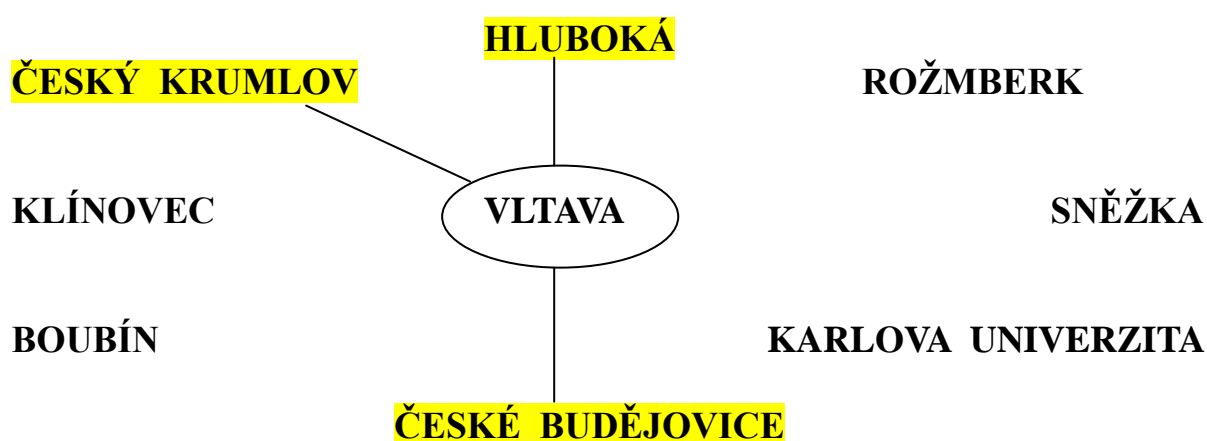 HLUBOKÁ
ČESKÝ KRUMLOV
ROŽMBERK
KLÍNOVEC
VLTAVA
SNĚŽKA
BOUBÍN
KARLOVA UNIVERZITA
ČESKÉ BUDĚJOVICE